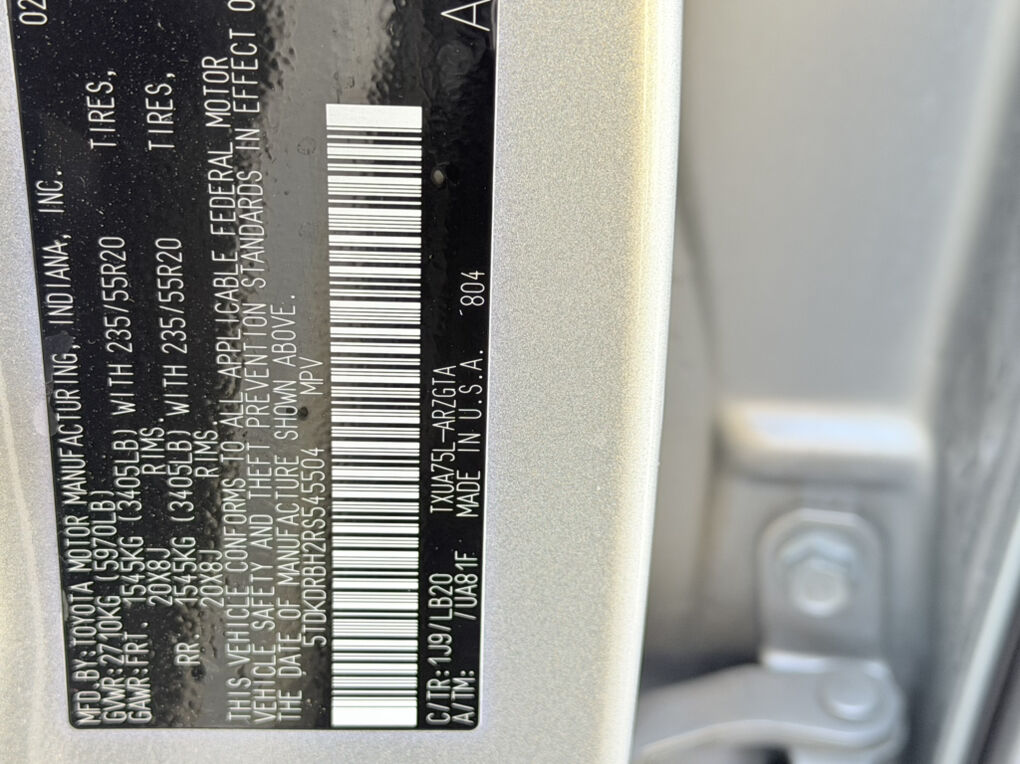 02
MFD.BY:TOYOTA MOTOR MANUFACTURING, INDIANA, INC.
GVWR:2710KG (5970LB)
GAWR:FRT. 1545KG (3405LB) WITH 235/55R20 TIRES,
20X8J RIMS.
RR. 1545KG (3405LB) WITH 235/55R20 TIRES,
20X8J RIMS.
THIS VEHICLE CONFORMS TO ALL APPLICABLE FEDERAL MOTOR
VEHICLE SAFETY AND THEFT PREVENTION STANDARDS IN EFFECT O
THE DATE OF MANUFACTURE SHOWN ABOVE.
5TDKDRBH2RS545504 MPV
C/TR:1J9/LB20 TXUA75L-ARZGTA A
A/TM: /UA81F MADE IN U.S.A. 804